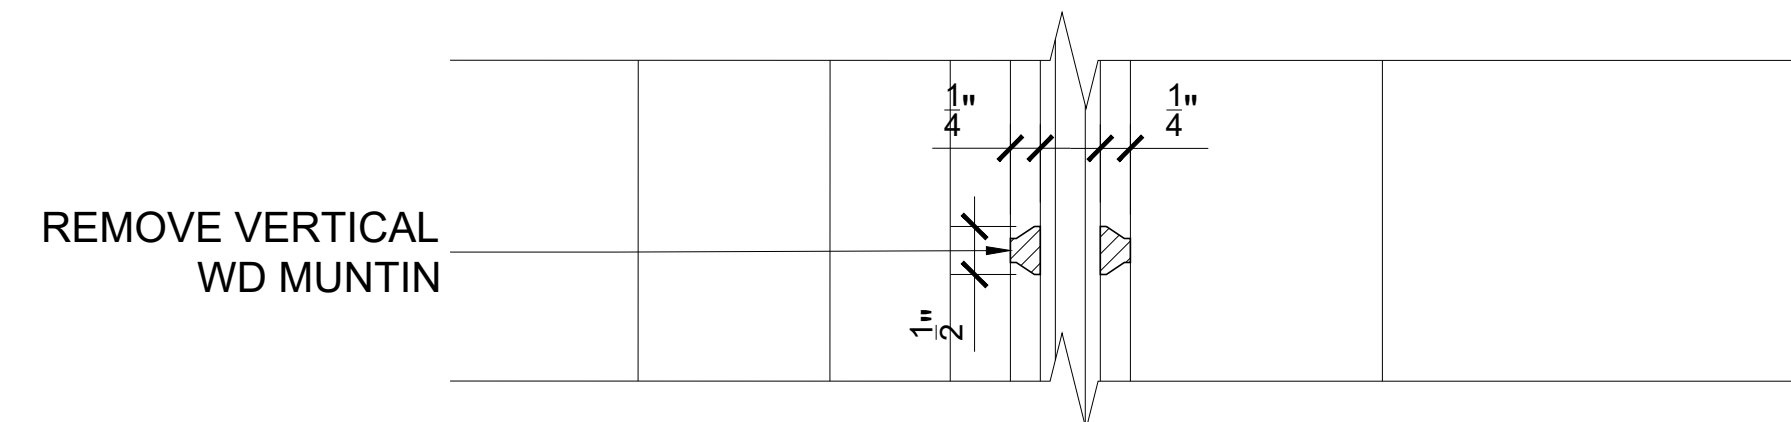 1/4"
1/4"
REMOVE VERTICAL
WD MUNTIN
1/2"